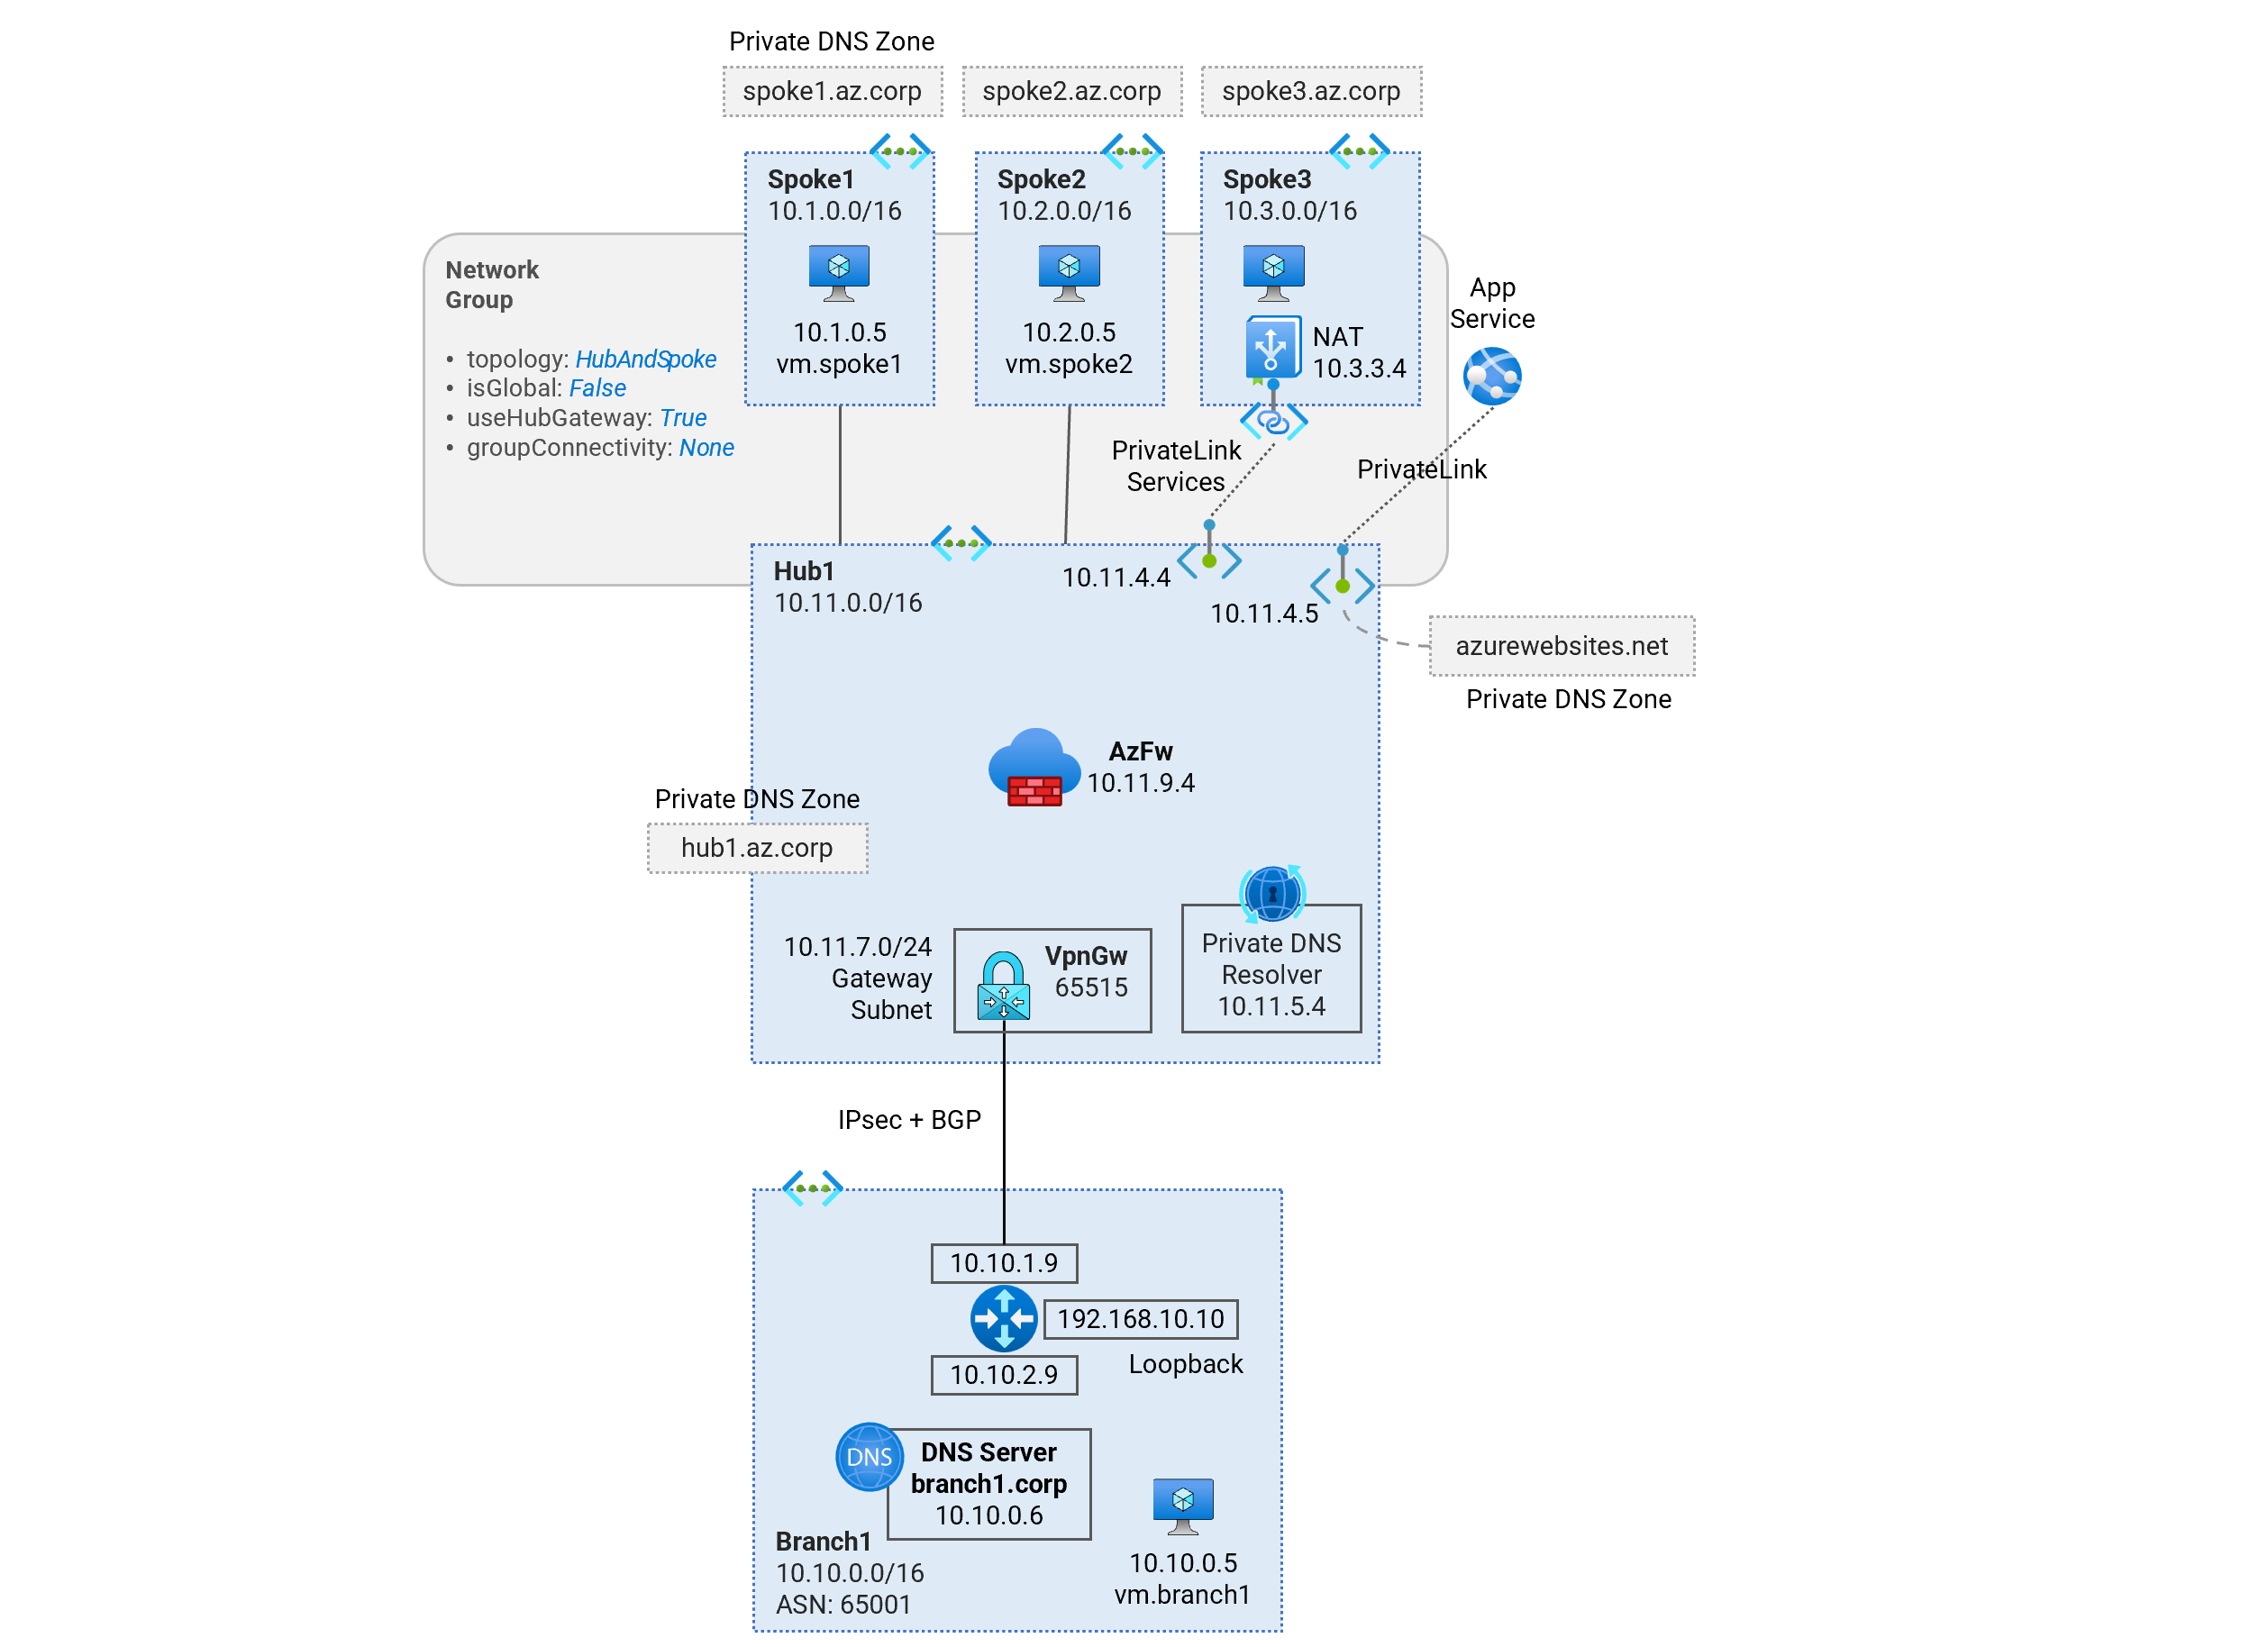 Private DNS Zone
spoke1.az.corp
spoke2.az.corp
spoke3.az.corp
Spoke1
10.1.0.0/16
10.1.0.5
vm.spoke1
Spoke2
10.2.0.0/16
10.2.0.5
vm.spoke2
Spoke3
10.3.0.0/16
NAT
10.3.3.4
Network
Group
• topology: HubAndSpoke
• isGlobal: False
• useHubGateway: True
• groupConnectivity: None
App
Service
PrivateLink
Services
PrivateLink
Hub1
10.11.0.0/16
10.11.4.4
10.11.4.5
azurewebsites.net
Private DNS Zone
AzFw
10.11.9.4
Private DNS Zone
hub1.az.corp
10.11.7.0/24
Gateway
Subnet
VpnGw
65515
Private DNS
Resolver
10.11.5.4
IPsec + BGP
10.10.1.9
192.168.10.10
Loopback
10.10.2.9
DNS
DNS Server
branch1.corp
10.10.0.6
Branch1
10.10.0.0/16
ASN: 65001
10.10.0.5
vm.branch1